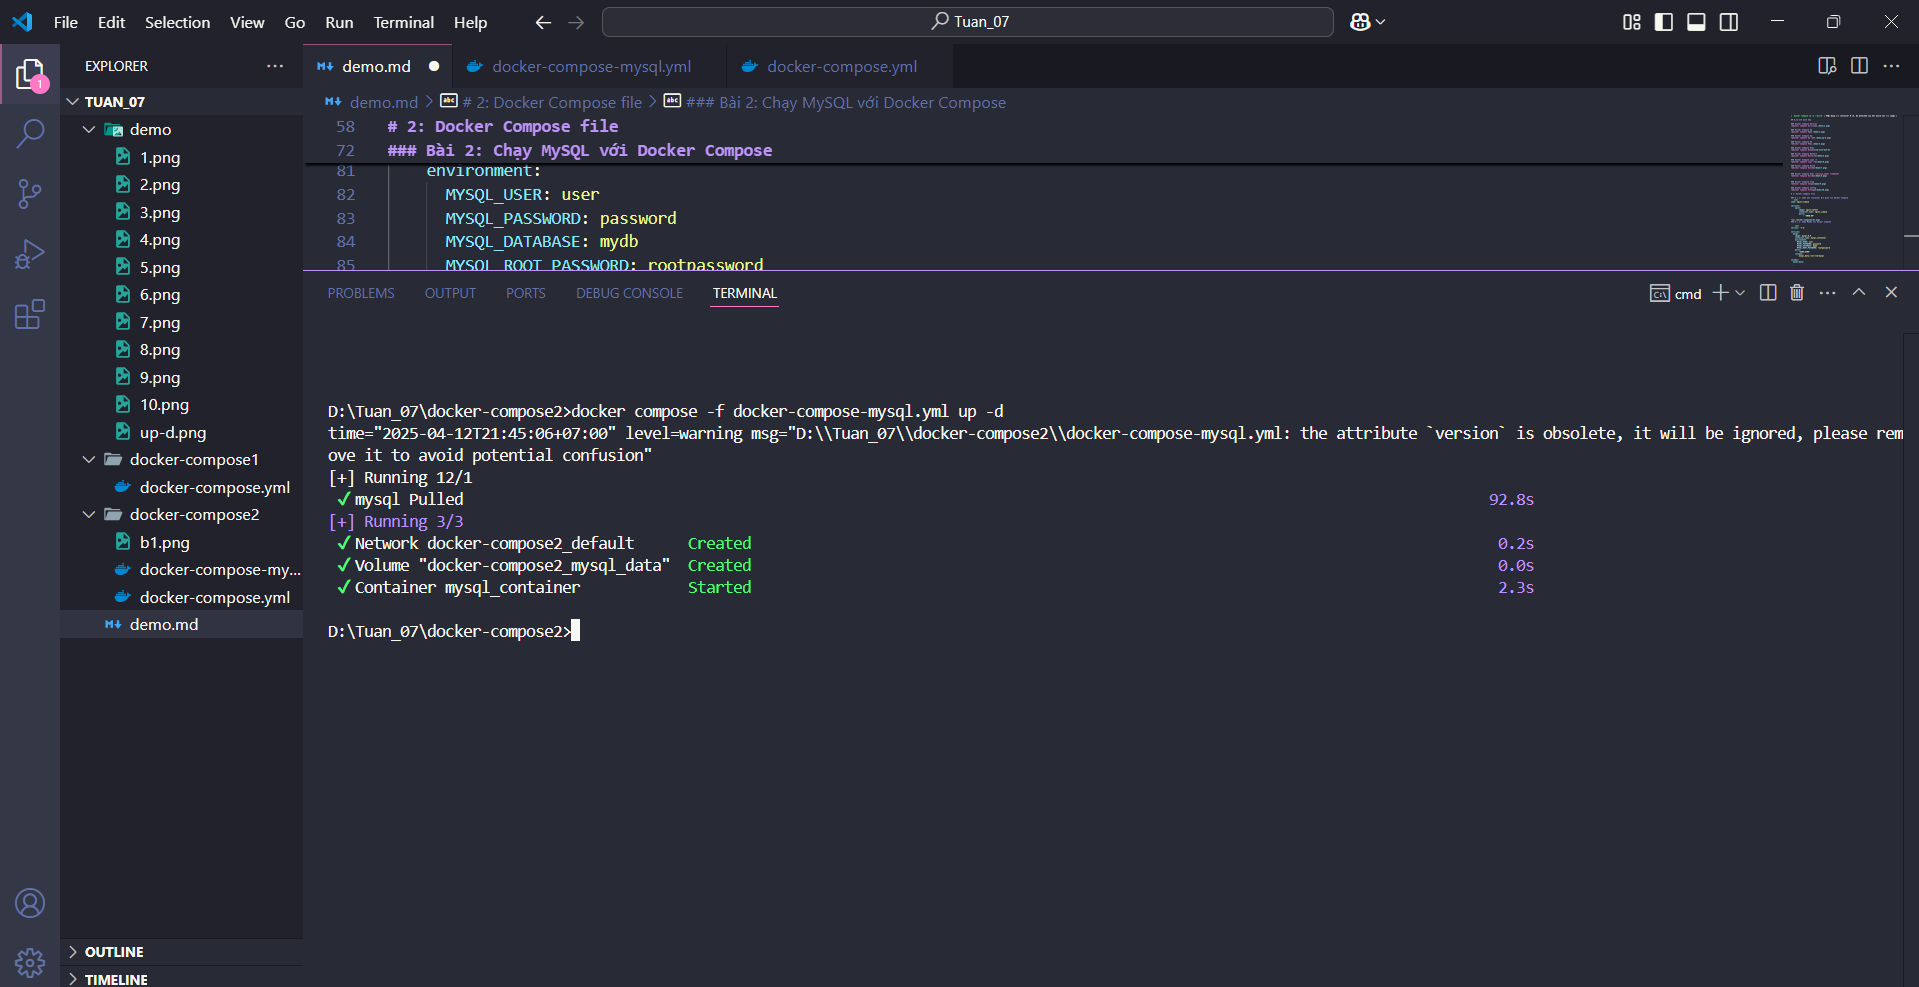 File Edit Selection View Go Run Terminal Help
Tuan_07
EXPLORER
1
TUAN_07
demo
1.png
2.png
3.png
4.png
5.png
6.png
7.png
8.png
9.png
10.png
up-d.png
docker-compose1
docker-compose.yml
docker-compose2
b1.png
docker-compose-my...
docker-compose.yml
demo.md
OUTLINE
TIMELINE
demo.md docker-compose-mysql.yml docker-compose.yml
demo.md > # 2: Docker Compose file > ### Bài 2: Chạy MySQL với Docker Compose
58 # 2: Docker Compose file
72 ### Bài 2: Chạy MySQL với Docker Compose
81 environment:
82 MYSQL_USER: user
83 MYSQL_PASSWORD: password
84 MYSQL_DATABASE: mydb
85 MYSQL_ROOT_PASSWORD: rootpassword
PROBLEMS OUTPUT PORTS DEBUG CONSOLE TERMINAL
cmd
D:\Tuan_07\docker-compose2>docker compose -f docker-compose-mysql.yml up -d
time="2025-04-12T21:45:06+07:00" level=warning msg="D:\\Tuan_07\\docker-compose2\\docker-compose-mysql.yml: the attribute `version` is obsolete, it will be ignored, please rem
ove it to avoid potential confusion"
[+] Running 12/1
✓ mysql Pulled 92.8s
[+] Running 3/3
✓ Network docker-compose2_default Created 0.2s
✓ Volume "docker-compose2_mysql_data" Created 0.0s
✓ Container mysql_container Started 2.3s
D:\Tuan_07\docker-compose2>